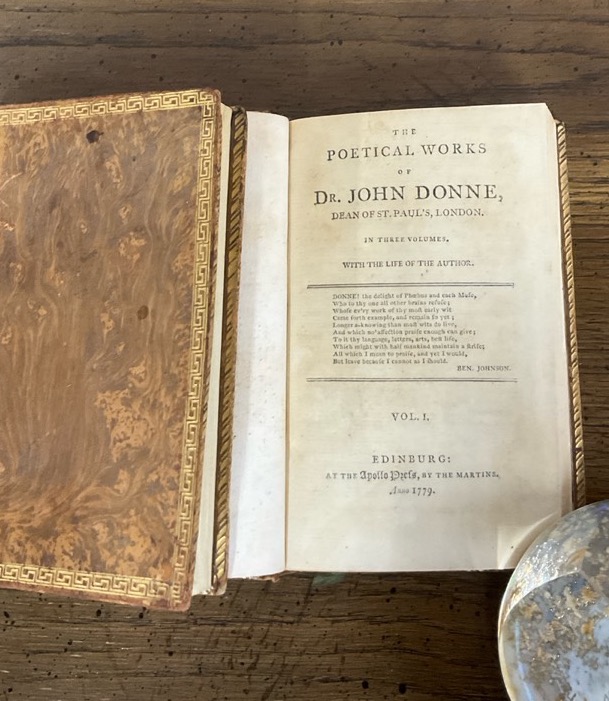 THE
POETICAL WORKS
OF
DR. JOHN DONNE,
DEAN OF ST. PAUL'S, LONDON.
IN THREE VOLUMES.
WITH THE LIFE OF THE AUTHOR.
DONNE! the delight of Phœbus and each Muſe,
Who to thy one all other brains refuſe;
Whoſe ev'ry work of thy moſt early wit
Came forth example, and remain ſo yet;
Longer a knowing than moſt wits do live,
And which no' affection praiſe enough can give;
To it thy language, letters, arts, beſt life,
Which might with half mankind maintain a ſtrife;
All which I mean to praiſe, and yet I would,
But leave becauſe I cannot as I ſhould.
BEN. JOHNSON.
VOL. I.
EDINBURG:
AT THE Apollo Preſs, BY THE MARTINS.
Anno 1779.